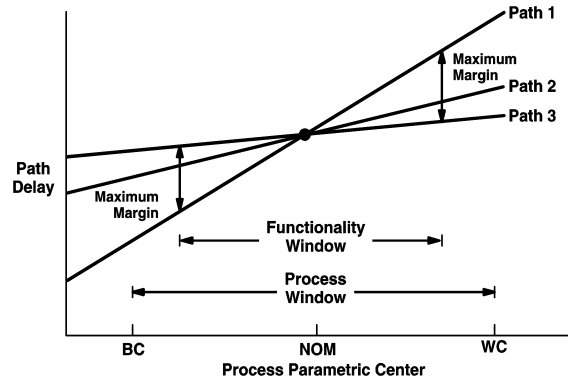 Path 1
Maximum
Margin
Path 2
Path 3
Path
Delay
Maximum
Margin
Functionality
Window
Process
Window
BC
NOM
WC
Process Parametric Center